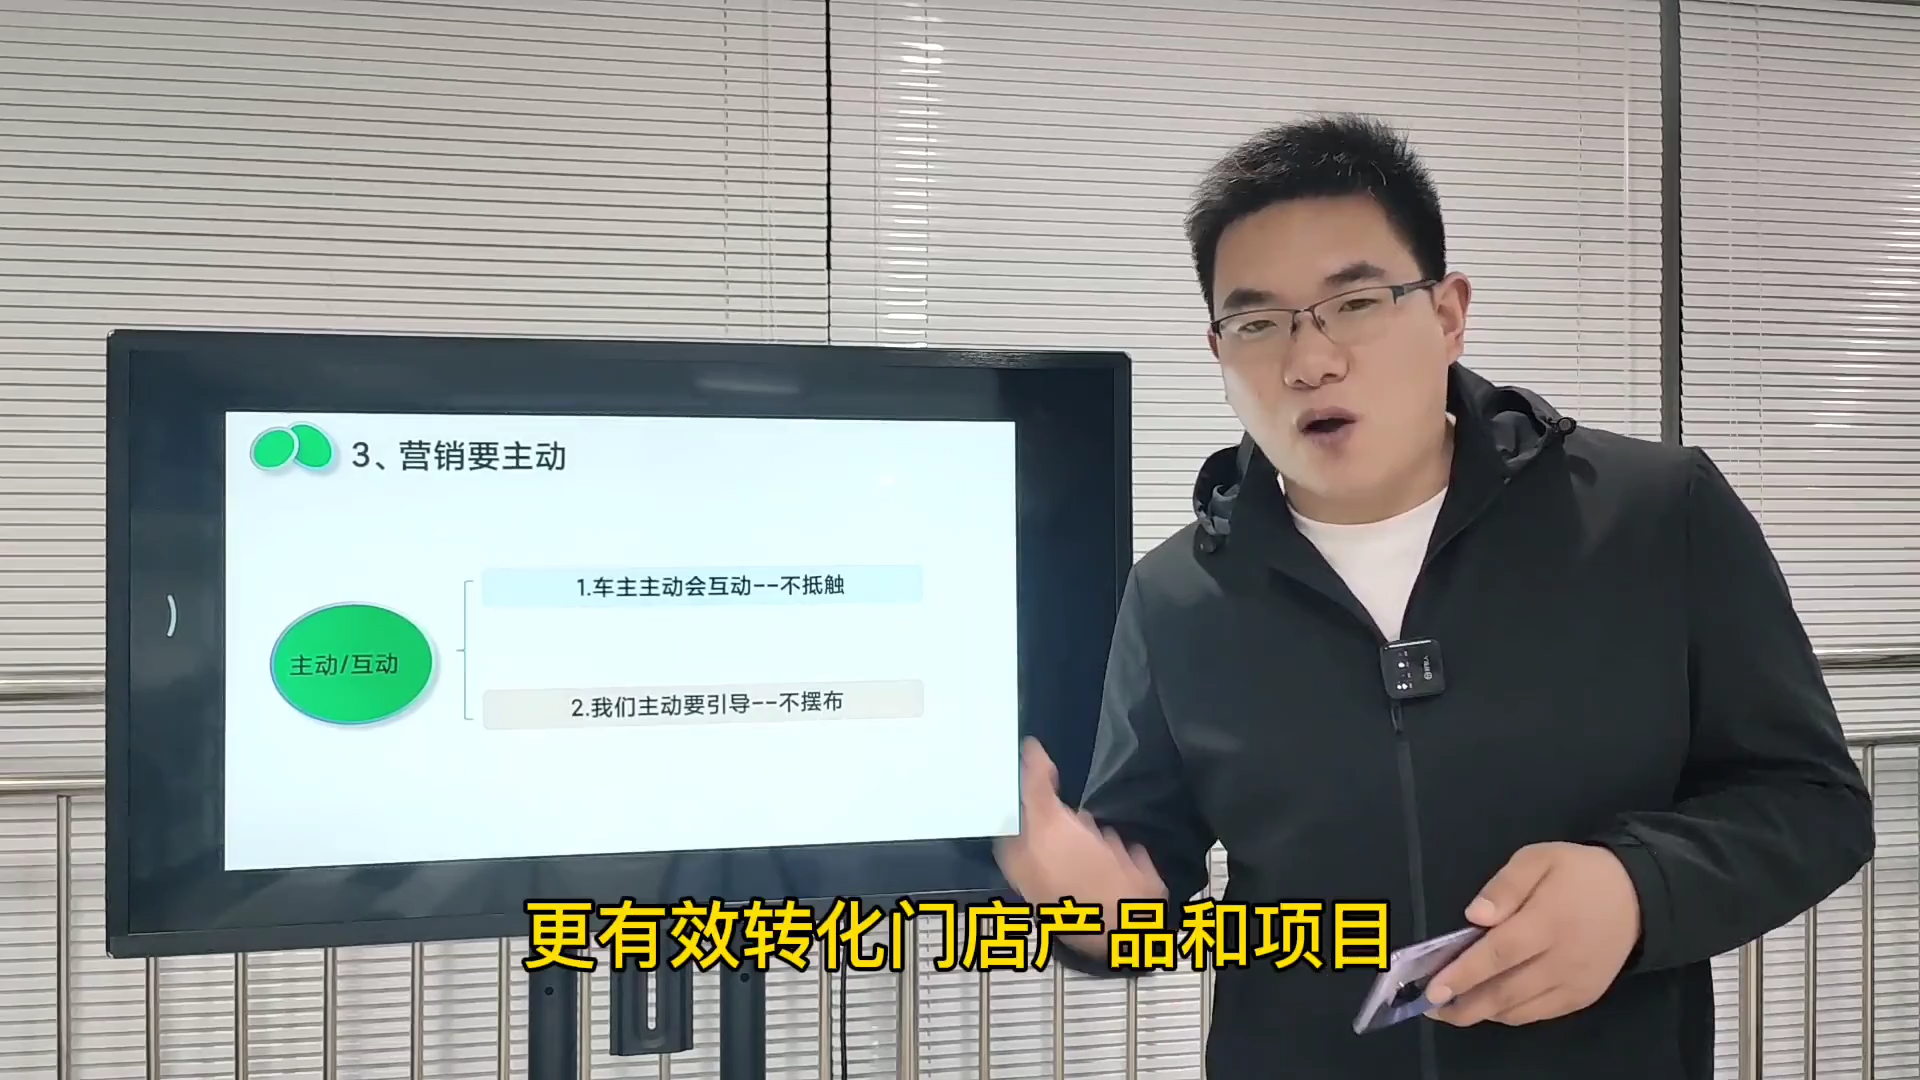 3、营销要主动
1.车主主动会互动--不抵触
主动/互动
2.我们主动要引导--不摆布
更有效转化门店产品和项目